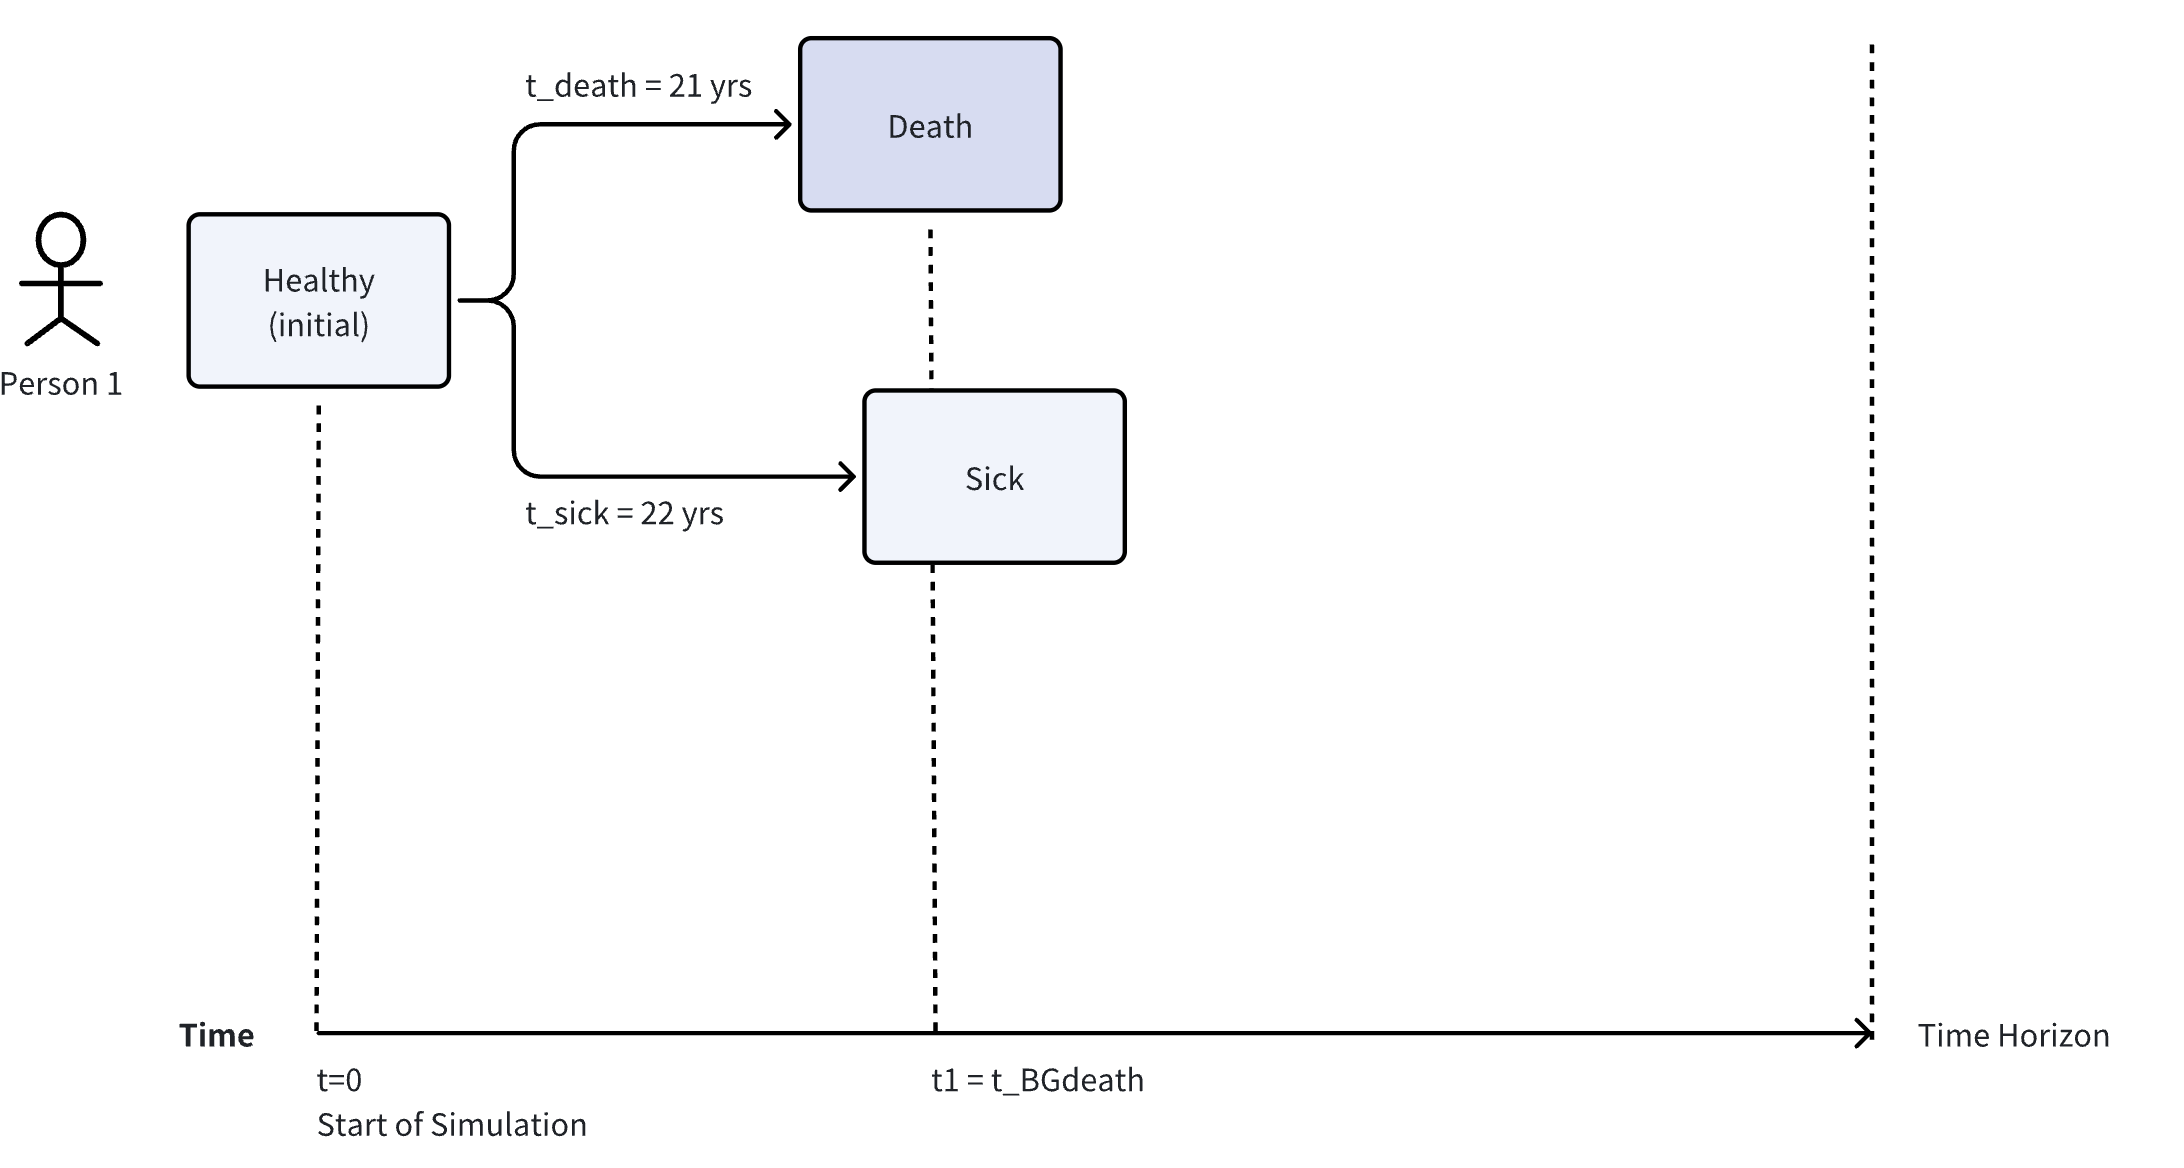 t_death = 21 yrs
Death
Healthy
(initial)
Person 1
Sick
t_sick = 22 yrs
Time
Time Horizon
t=0
Start of Simulation
t1 = t_BGdeath